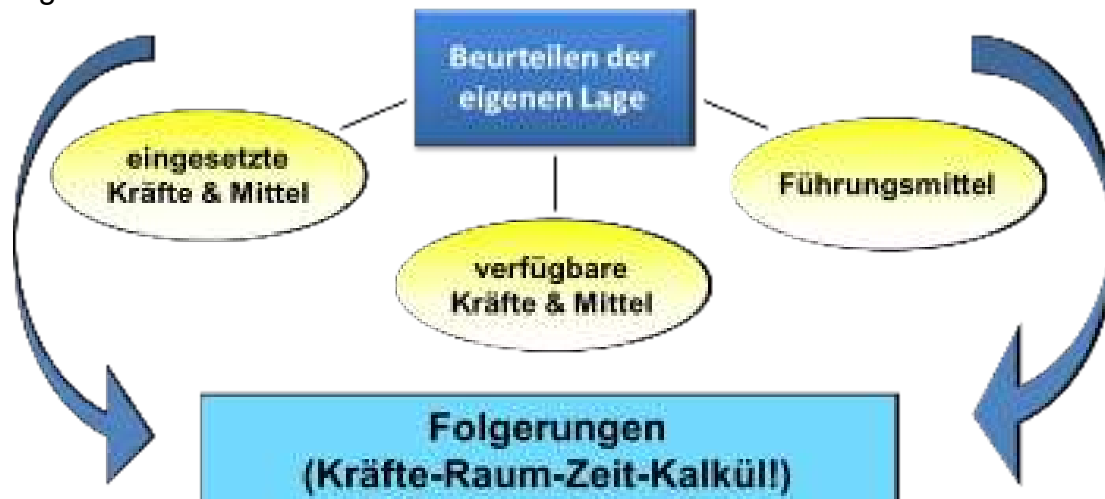 Beurteilen der
eigenen Lage
eingesetzte
Kräfte & Mittel
Führungsmittel
verfügbare
Kräfte & Mittel
Folgerungen
(Kräfte-Raum-Zeit-Kalkül!)